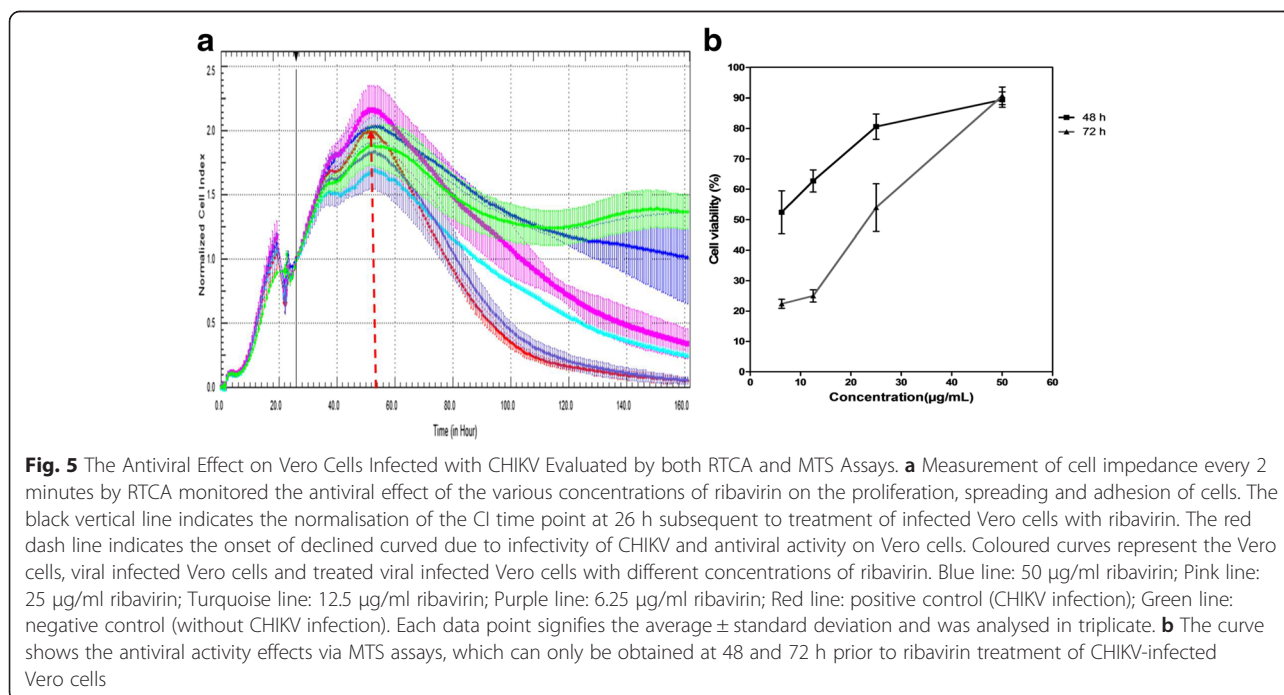 a
b
2.5
2.0
1.5
1.0
0.5
0.0
Normalized Cell Index
0.0 20.0 40.0 60.0 80.0 100.0 120.0 140.0 160.0
Time (in Hour)
100
90
80
70
60
50
40
30
20
10
0
Cell viability (%)
0 10 20 30 40 50 60
Concentration(µg/mL)
48 h
72 h
Fig. 5 The Antiviral Effect on Vero Cells Infected with CHIKV Evaluated by both RTCA and MTS Assays. a Measurement of cell impedance every 2
minutes by RTCA monitored the antiviral effect of the various concentrations of ribavirin on the proliferation, spreading and adhesion of cells. The
black vertical line indicates the normalisation of the CI time point at 26 h subsequent to treatment of infected Vero cells with ribavirin. The red
dash line indicates the onset of declined curved due to infectivity of CHIKV and antiviral activity on Vero cells. Coloured curves represent the Vero
cells, viral infected Vero cells and treated viral infected Vero cells with different concentrations of ribavirin. Blue line: 50 µg/ml ribavirin; Pink line:
25 µg/ml ribavirin; Turquoise line: 12.5 µg/ml ribavirin; Purple line: 6.25 µg/ml ribavirin; Red line: positive control (CHIKV infection); Green line:
negative control (without CHIKV infection). Each data point signifies the average ± standard deviation and was analysed in triplicate. b The curve
shows the antiviral activity effects via MTS assays, which can only be obtained at 48 and 72 h prior to ribavirin treatment of CHIKV-infected
Vero cells